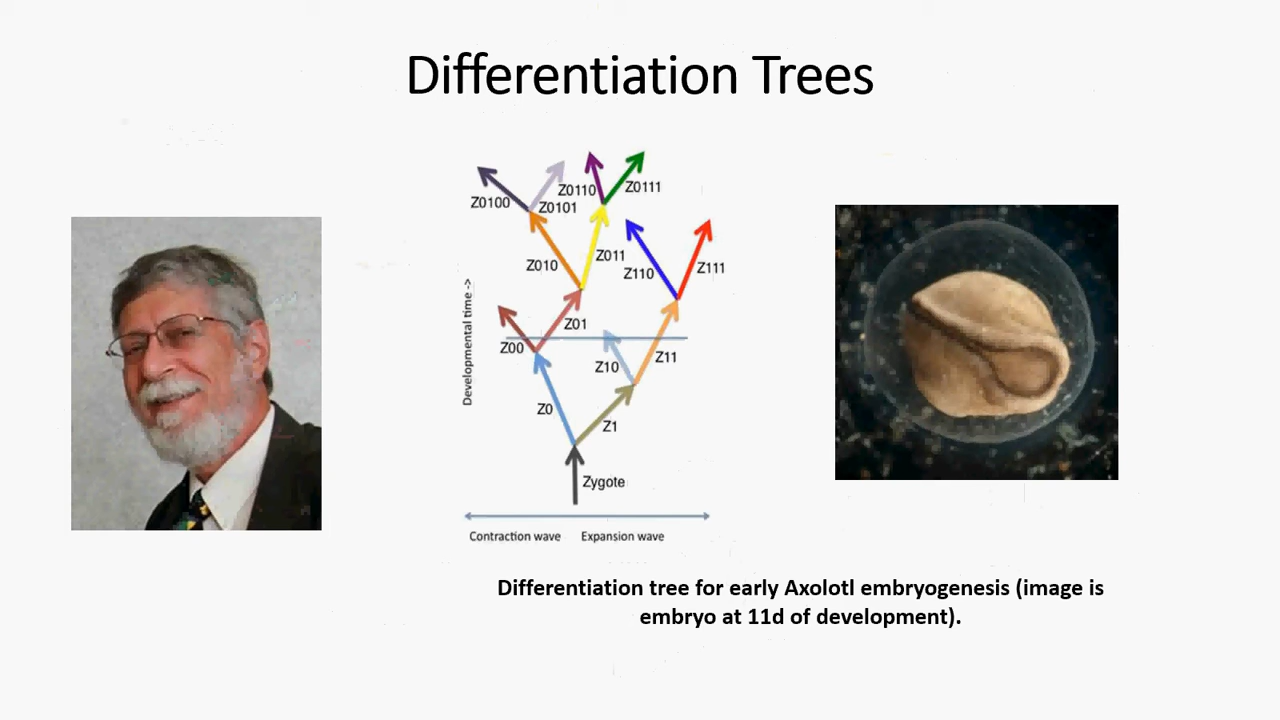 Differentiation Trees
Z0100
Z0101
Z0110
Z0111
Z010
Z011
Z110
Z111
Developmental time ->
Z00
Z01
Z10
Z11
Z0
Z1
Zygote
Contraction wave
Expansion wave
Differentiation tree for early Axolotl embryogenesis (image is
embryo at 11d of development).